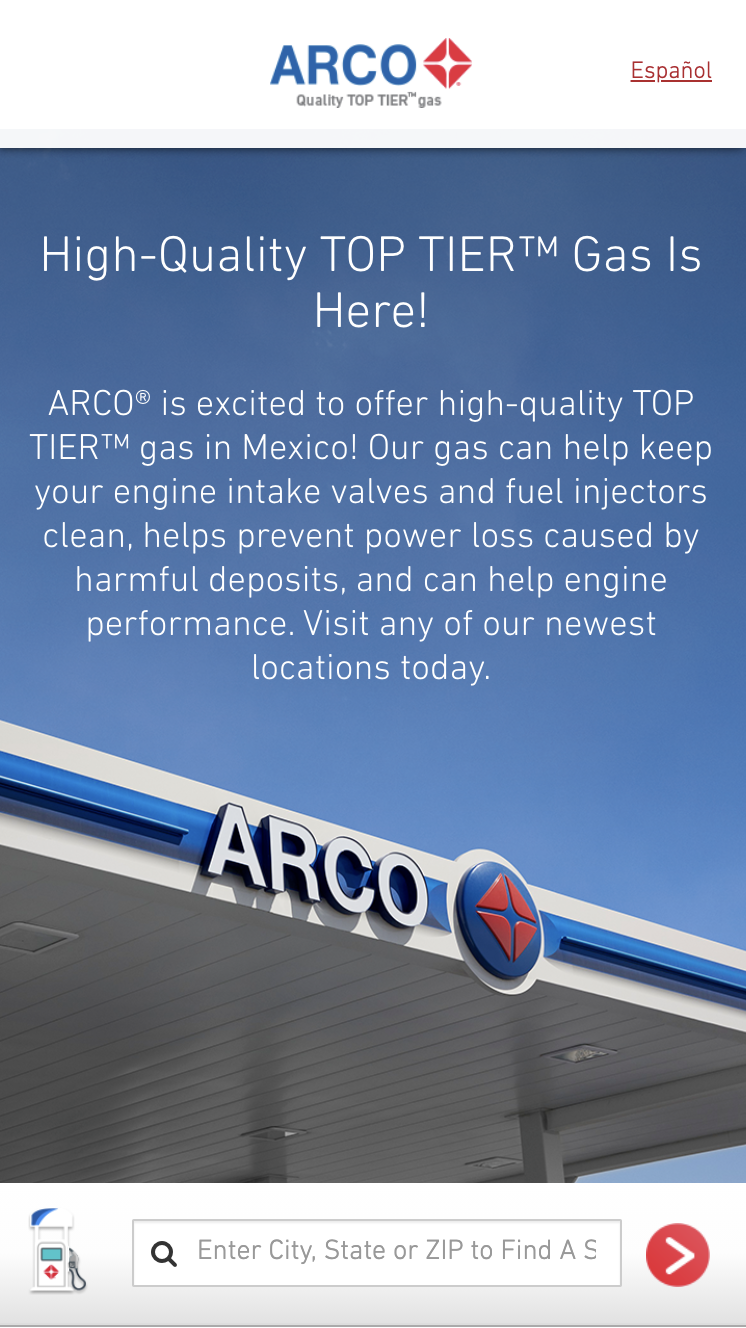 ARCO
Quality TOP TIER™ gas
Español
High-Quality TOP TIER™ Gas Is
Here!
ARCO® is excited to offer high-quality TOP
TIER™ gas in Mexico! Our gas can help keep
your engine intake valves and fuel injectors
clean, helps prevent power loss caused by
harmful deposits, and can help engine
performance. Visit any of our newest
locations today.
ARCO
Enter City, State or ZIP to Find A S